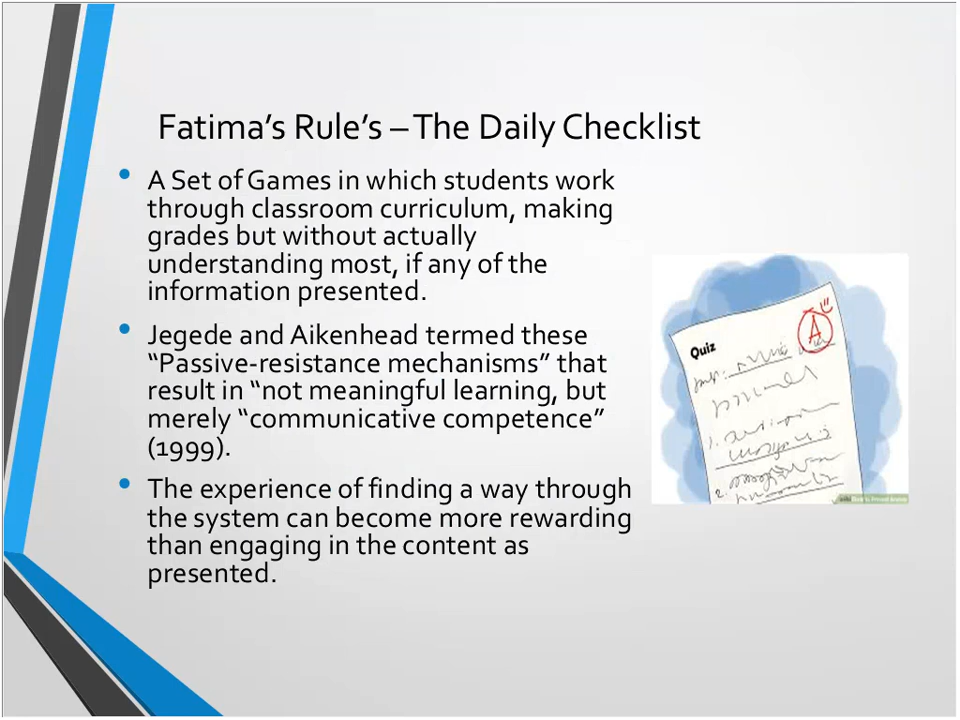 Fatima’s Rule’s – The Daily Checklist
• A Set of Games in which students work
through classroom curriculum, making
grades but without actually
understanding most, if any of the
information presented.
• Jegede and Aikenhead termed these
“Passive-resistance mechanisms” that
result in “not meaningful learning, but
merely “communicative competence”
(1999).
• The experience of finding a way through
the system can become more rewarding
than engaging in the content as
presented.
A
Quiz
1.
2.